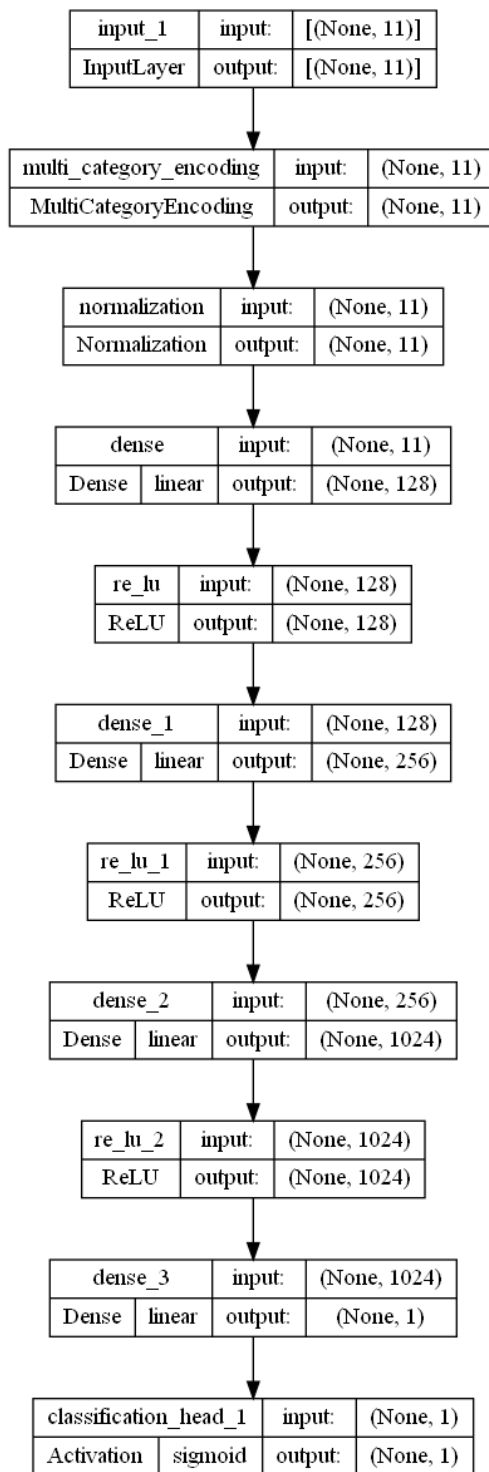 input_1 input: [(None, 11)]
InputLayer output: [(None, 11)]
multi_category_encoding input: (None, 11)
MultiCategoryEncoding output: (None, 11)
normalization input: (None, 11)
Normalization output: (None, 11)
dense input: (None, 11)
Dense linear output: (None, 128)
re_lu input: (None, 128)
ReLU output: (None, 128)
dense_1 input: (None, 128)
Dense linear output: (None, 256)
re_lu_1 input: (None, 256)
ReLU output: (None, 256)
dense_2 input: (None, 256)
Dense linear output: (None, 1024)
re_lu_2 input: (None, 1024)
ReLU output: (None, 1024)
dense_3 input: (None, 1024)
Dense linear output: (None, 1)
classification_head_1 input: (None, 1)
Activation sigmoid output: (None, 1)